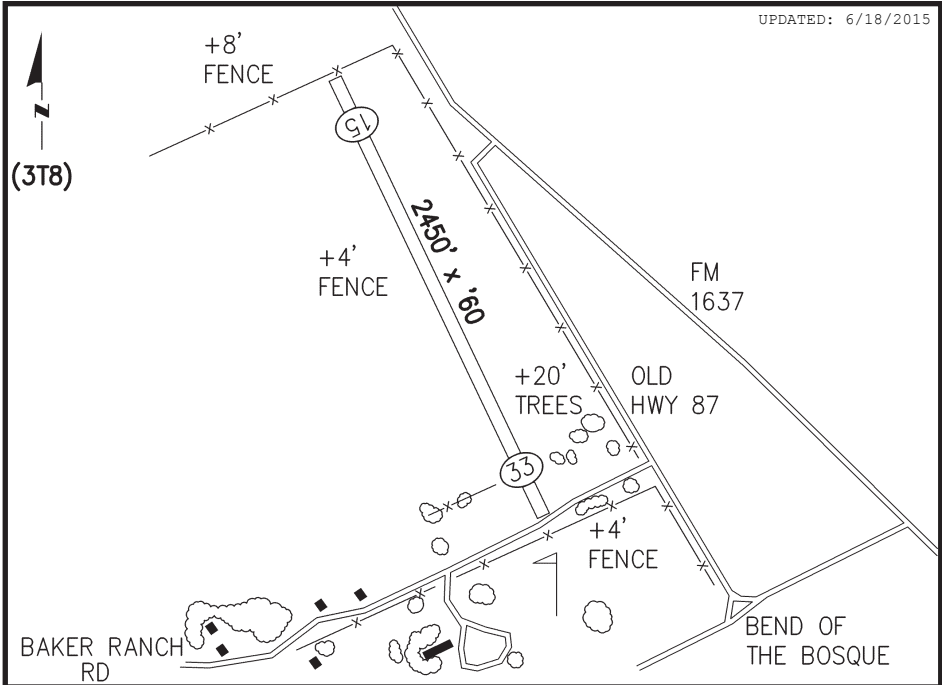 UPDATED: 6/18/2015
+8'
FENCE
N
(3T8)
15
2450' x '60
+4'
FENCE
FM
1637
+20'
TREES
OLD
HWY 87
33
+4'
FENCE
BAKER RANCH
RD
BEND OF
THE BOSQUE